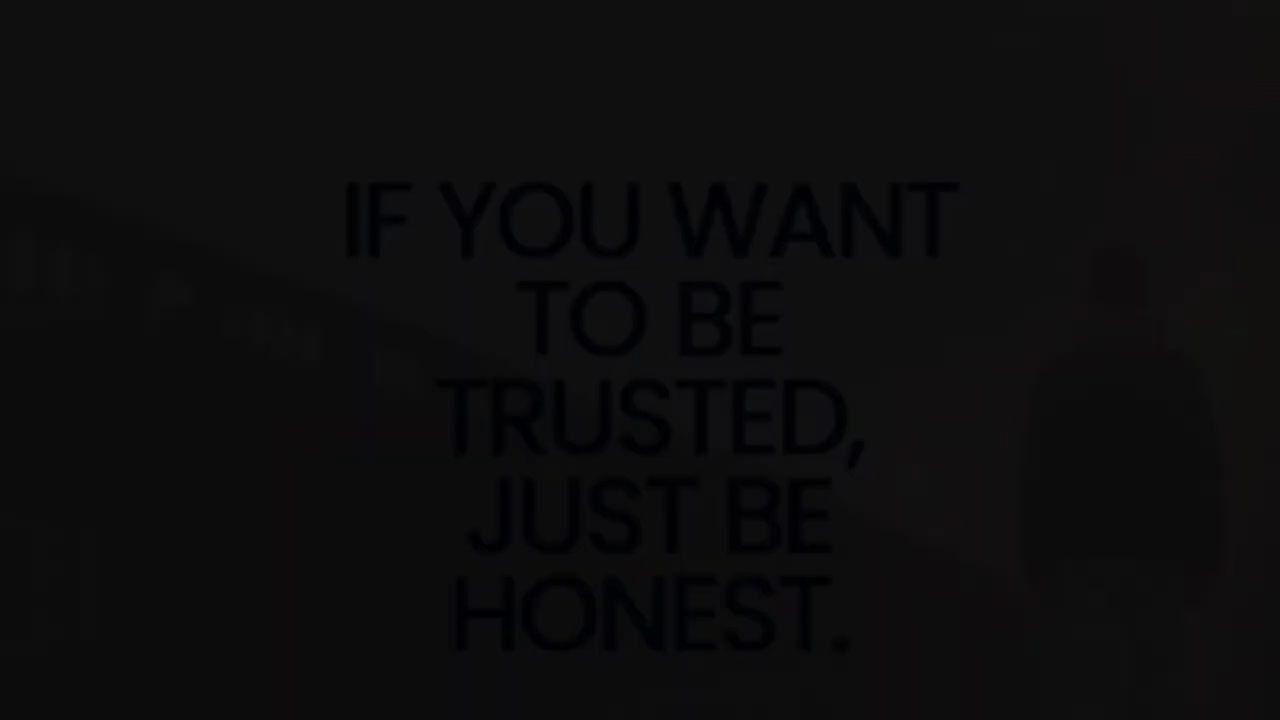 IF YOU WANT
TO BE
TRUSTED,
JUST BE
HONEST.